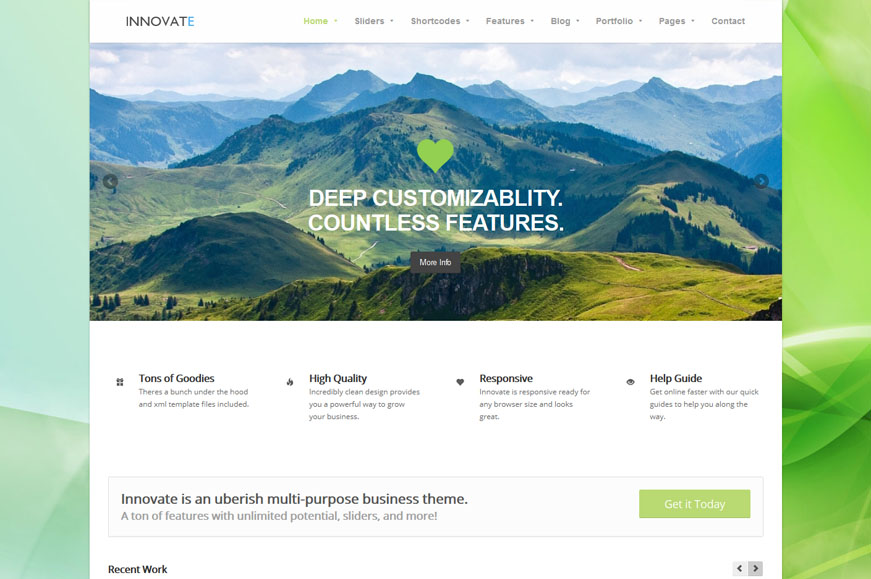 INNOVATE
Home Sliders Shortcodes Features Blog Portfolio Pages Contact
DEEP CUSTOMIZABLITY.
COUNTLESS FEATURES.
More Info
Tons of Goodies
Theres a bunch under the hood
and xml template files included.
High Quality
Incredibly clean design provides
you a powerful way to grow
your business.
Responsive
Innovate is responsive ready for
any browser size and looks
great.
Help Guide
Get online faster with our quick
guides to help you along the
way.
Innovate is an uberish multi-purpose business theme.
A ton of features with unlimited potential, sliders, and more!
Get it Today
Recent Work